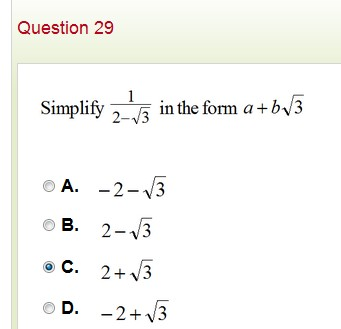 Question 29
Simplify 1/(2−√3) in the form a+b√3
A. −2−√3
B. 2−√3
C. 2+√3
D. −2+√3